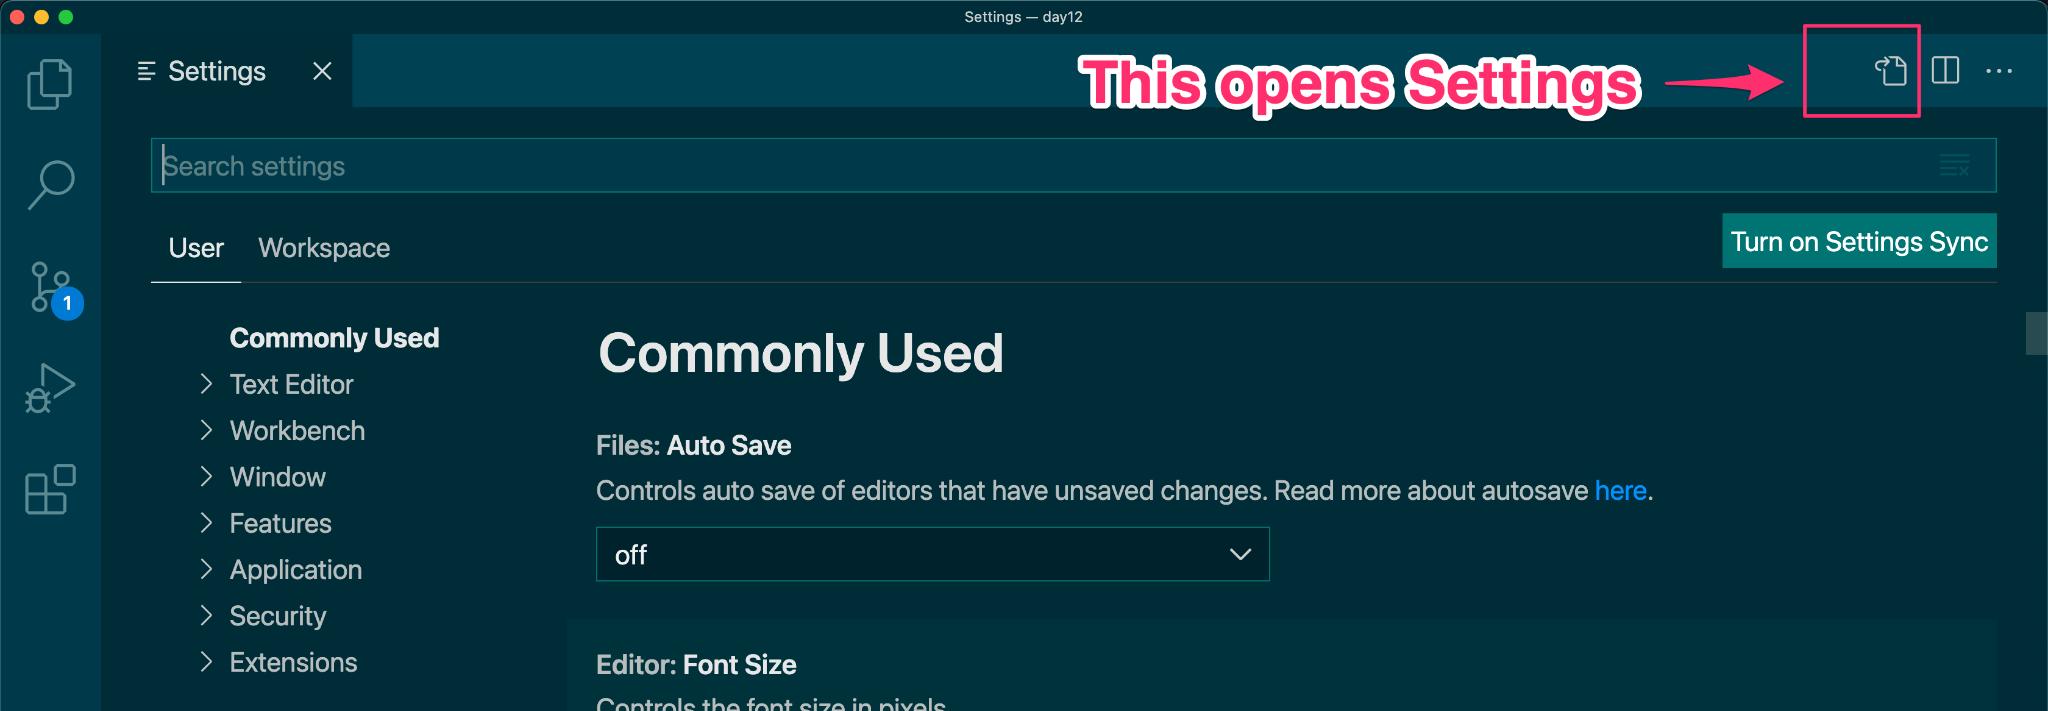 Settings — day12
Settings
This opens Settings
Search settings
User Workspace
Turn on Settings Sync
1
Commonly Used
Text Editor
Workbench
Window
Features
Application
Security
Extensions
Commonly Used
Files: Auto Save
Controls auto save of editors that have unsaved changes. Read more about autosave here.
off
Editor: Font Size
Controls the font size in pixels.